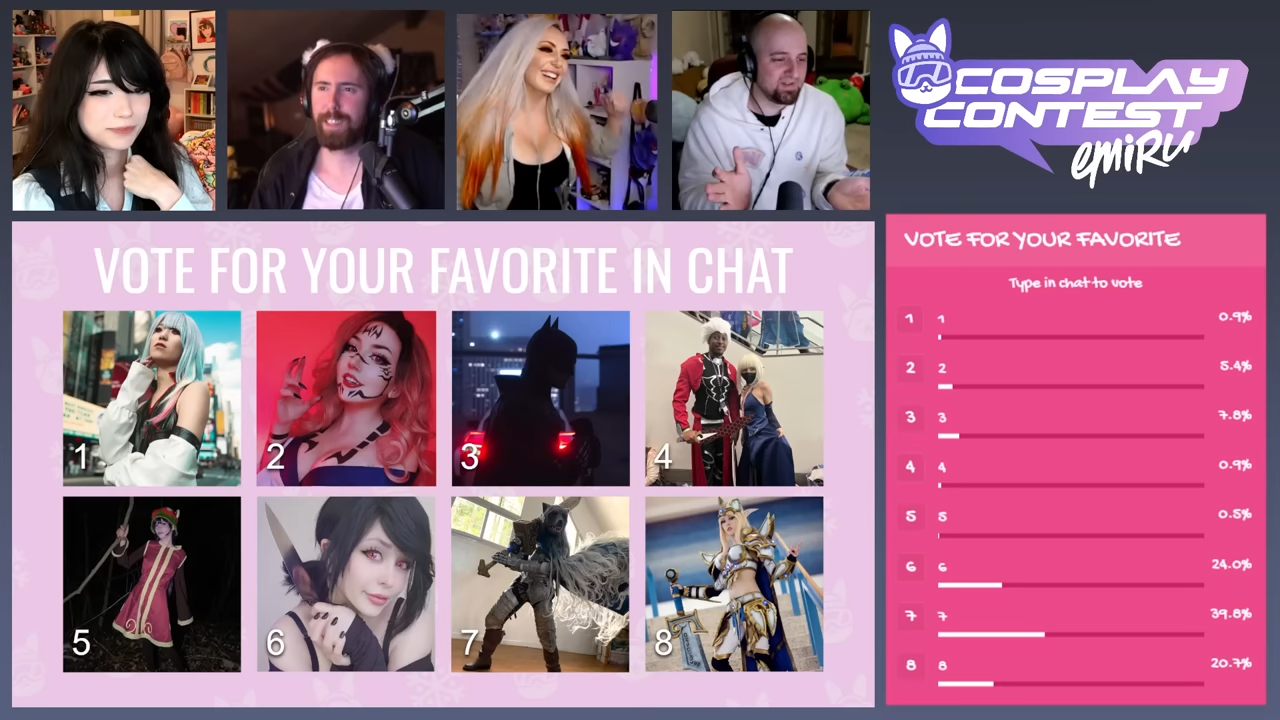 COSPLAY
CONTEST
emiru
VOTE FOR YOUR FAVORITE IN CHAT
1
2
3
4
5
6
7
8
VOTE FOR YOUR FAVORITE
Type in chat to vote
1 1 0.9%
2 2 5.4%
3 3 7.8%
4 4 0.9%
5 5 0.5%
6 6 24.0%
7 7 39.8%
8 8 20.7%